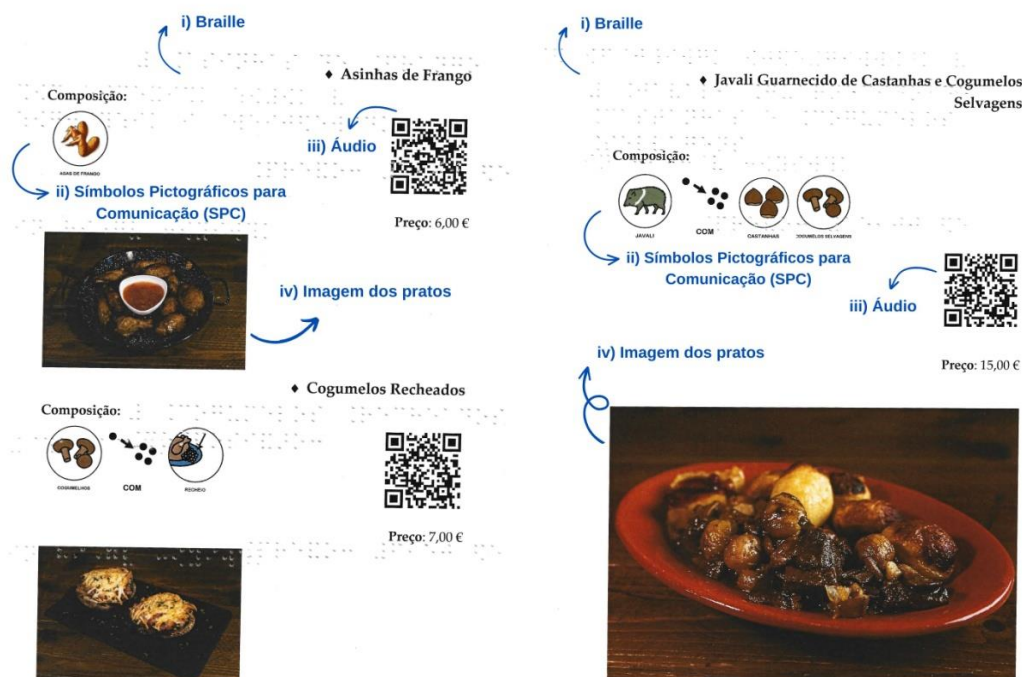 i) Braille
♦ Asinhas de Frango
Composição:
iii) Áudio
ASAS DE FRANGO
ii) Símbolos Pictográficos para
Comunicação (SPC)
Preço: 6,00 €
iv) Imagem dos pratos
♦ Cogumelos Recheados
Composição:
COGUMELHOS
COM
RECHEIO
Preço: 7,00 €
i) Braille
♦ Javali Guarnecido de Castanhas e Cogumelos
Selvagens
Composição:
JAVALI
COM
CASTANHAS
COGUMELOS SELVAGENS
ii) Símbolos Pictográficos para
Comunicação (SPC)
iii) Áudio
iv) Imagem dos pratos
Preço: 15,00 €